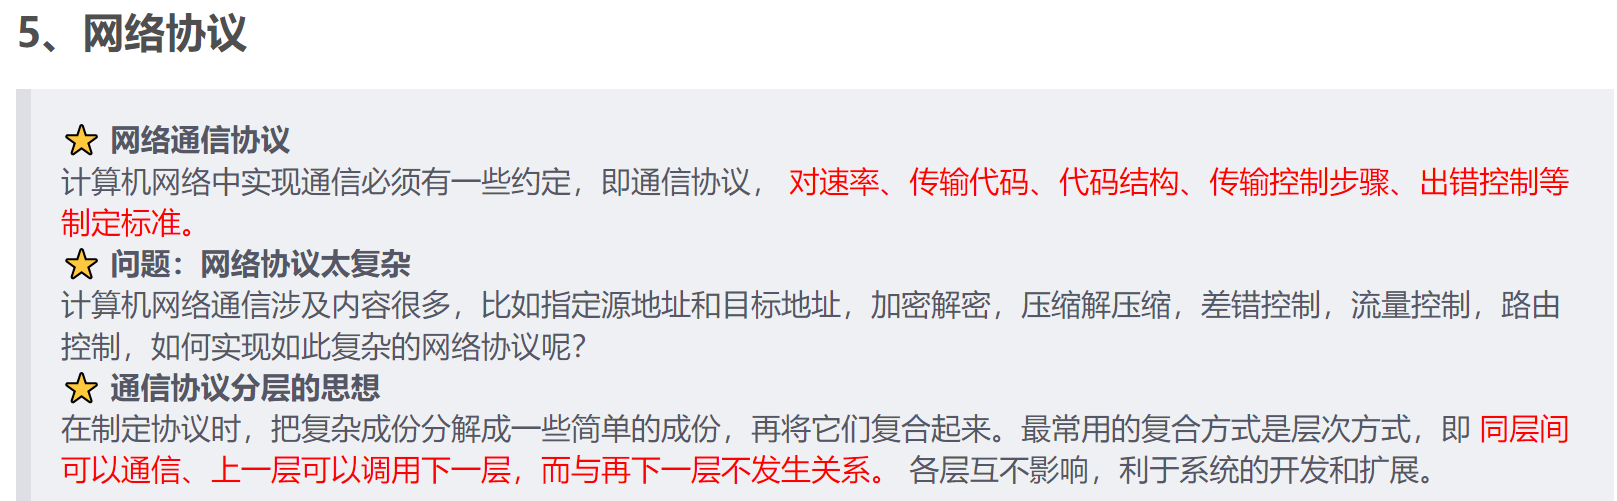 5、网络协议
网络通信协议
计算机网络中实现通信必须有一些约定，即通信协议， 对速率、传输代码、代码结构、传输控制步骤、出错控制等
制定标准。
问题：网络协议太复杂
计算机网络通信涉及内容很多，比如指定源地址和目标地址，加密解密，压缩解压缩，差错控制，流量控制，路由
控制，如何实现如此复杂的网络协议呢？
通信协议分层的思想
在制定协议时，把复杂成份分解成一些简单的成份，再将它们复合起来。最常用的复合方式是层次方式，即 同层间
可以通信、上一层可以调用下一层，而与再下一层不发生关系。 各层互不影响，利于系统的开发和扩展。